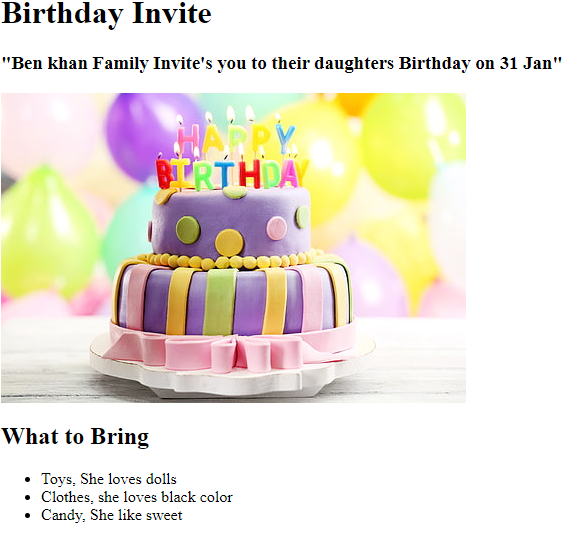 Birthday Invite
"Ben khan Family Invite's you to their daughters Birthday on 31 Jan"
HAPPY
BIRTHDAY
What to Bring
Toys, She loves dolls
Clothes, she loves black color
Candy, She like sweet